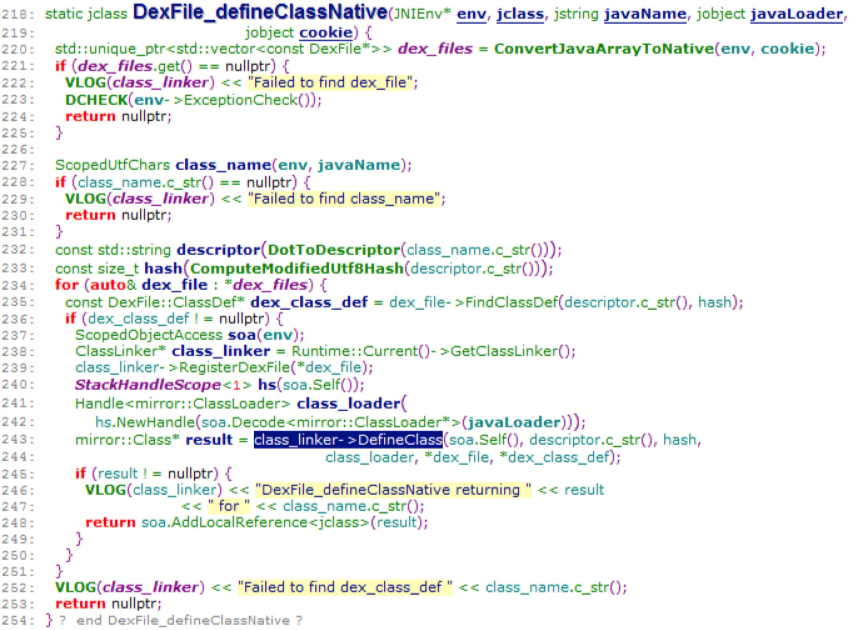 218: static jclass DexFile_defineClassNative(JNIEnv* env, jclass, jstring javaName, jobject javaLoader,
219: jobject cookie) {
220: std::unique_ptr<std::vector<const DexFile*>> dex_files = ConvertJavaArrayToNative(env, cookie);
221: if (dex_files.get() == nullptr) {
222: VLOG(class_linker) << "Failed to find dex_file";
223: DCHECK(env->ExceptionCheck());
224: return nullptr;
225: }
226:
227: ScopedUtfChars class_name(env, javaName);
228: if (class_name.c_str() == nullptr) {
229: VLOG(class_linker) << "Failed to find class_name";
230: return nullptr;
231: }
232: const std::string descriptor(DotToDescriptor(class_name.c_str()));
233: const size_t hash(ComputeModifiedUtf8Hash(descriptor.c_str()));
234: for (auto& dex_file : *dex_files) {
235: const DexFile::ClassDef* dex_class_def = dex_file->FindClassDef(descriptor.c_str(), hash);
236: if (dex_class_def != nullptr) {
237: ScopedObjectAccess soa(env);
238: ClassLinker* class_linker = Runtime::Current()->GetClassLinker();
239: class_linker->RegisterDexFile(*dex_file);
240: StackHandleScope<1> hs(soa.Self());
241: Handle<mirror::ClassLoader> class_loader(
242: hs.NewHandle(soa.Decode<mirror::ClassLoader*>(javaLoader)));
243: mirror::Class* result = class_linker->DefineClass(soa.Self(), descriptor.c_str(), hash,
244: class_loader, *dex_file, *dex_class_def);
245: if (result != nullptr) {
246: VLOG(class_linker) << "DexFile_defineClassNative returning " << result
247: << " for " << class_name.c_str();
248: return soa.AddLocalReference<jclass>(result);
249: }
250: }
251: }
252: VLOG(class_linker) << "Failed to find dex_class_def " << class_name.c_str();
253: return nullptr;
254: } ? end DexFile_defineClassNative ?